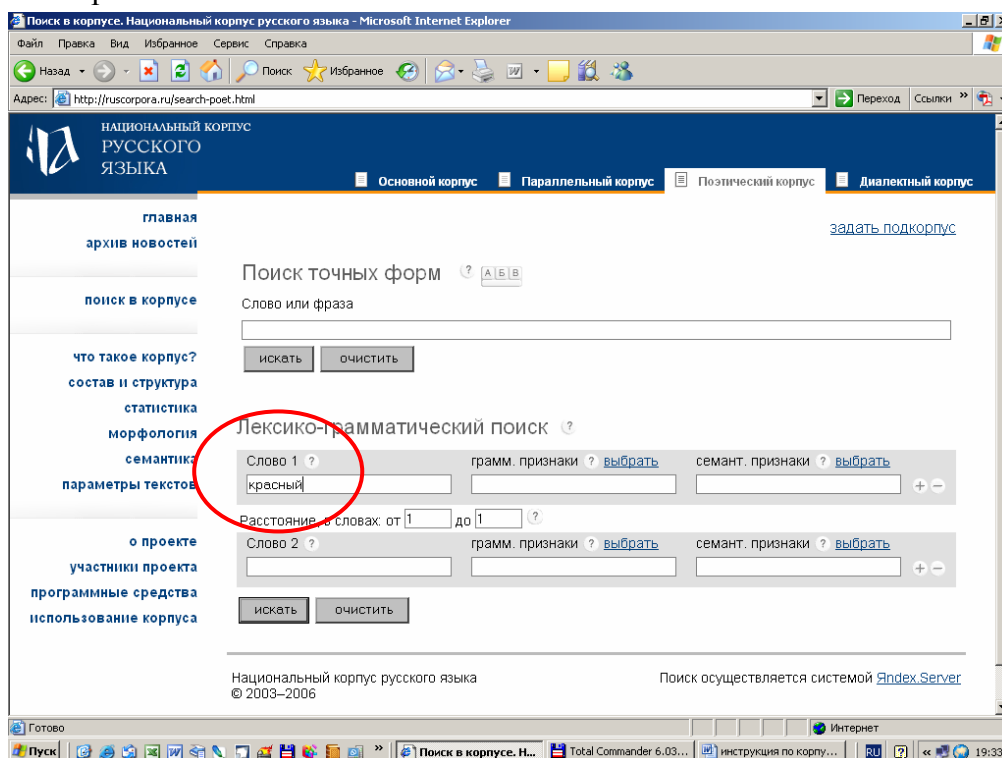 Поиск в корпусе. Национальный корпус русского языка - Microsoft Internet Explorer
Файл Правка Вид Избранное Сервис Справка
Назад Поиск Избранное
Адрес: http://ruscorpora.ru/search-poet.html Переход Ссылки »
НАЦИОНАЛЬНЫЙ КОРПУС
РУССКОГО
ЯЗЫКА
Основной корпус Параллельный корпус Поэтический корпус Диалектный корпус
главная
архив новостей
поиск в корпусе
что такое корпус?
состав и структура
статистика
морфология
семантика
параметры текстов
о проекте
участники проекта
программные средства
использование корпуса
задать подкорпус
Поиск точных форм ? А Б В
Слово или фраза
искать очистить
Лексико-грамматический поиск ?
Слово 1 ? грамм. признаки ? выбрать семант. признаки ? выбрать
красный + −
Расстояние, в словах: от 1 до 1 ?
Слово 2 ? грамм. признаки ? выбрать семант. признаки ? выбрать
+ −
искать очистить
Национальный корпус русского языка Поиск осуществляется системой Яndex.Server
© 2003–2006
Готово Интернет
Пуск » Поиск в корпусе. Н... Total Commander 6.03... инструкция по корпу... RU ? « 19:33